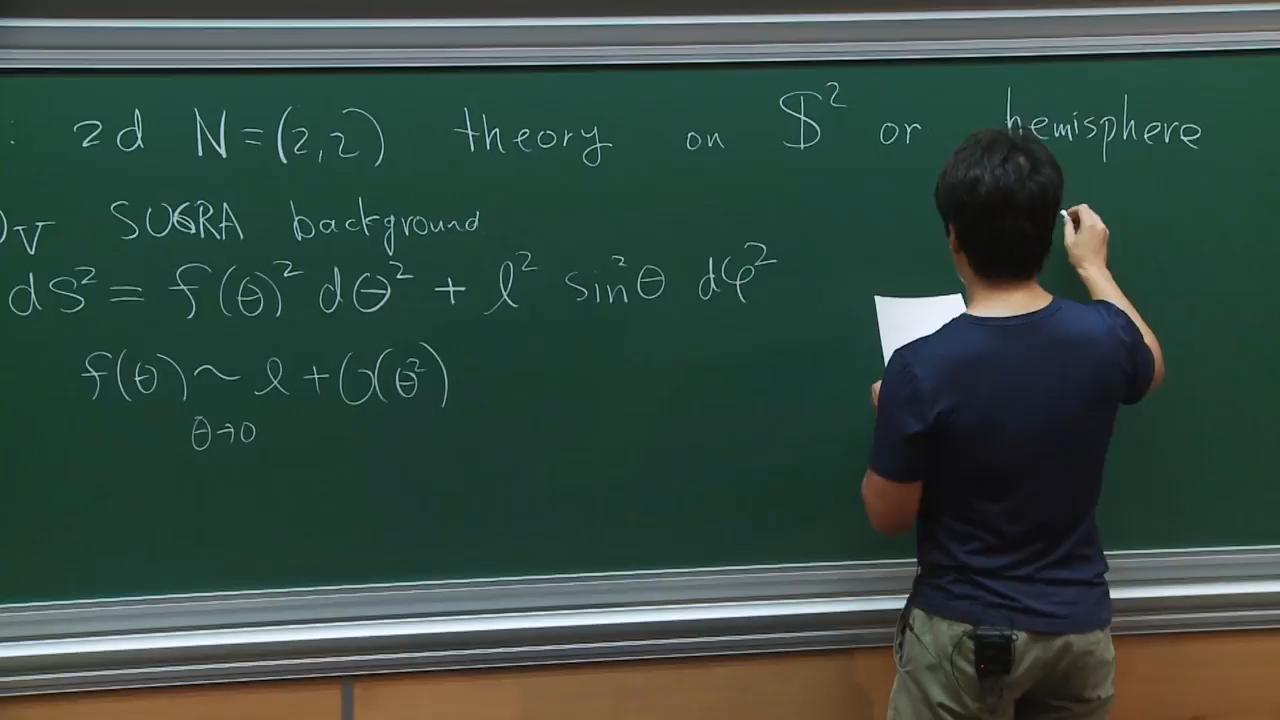 : 2d N=(2,2) theory on S² or hemisphere
V SUGRA background
ds² = f(θ)² dθ² + ℓ² sin²θ dφ²
f(θ) ~ ℓ + O(θ²)
θ→0